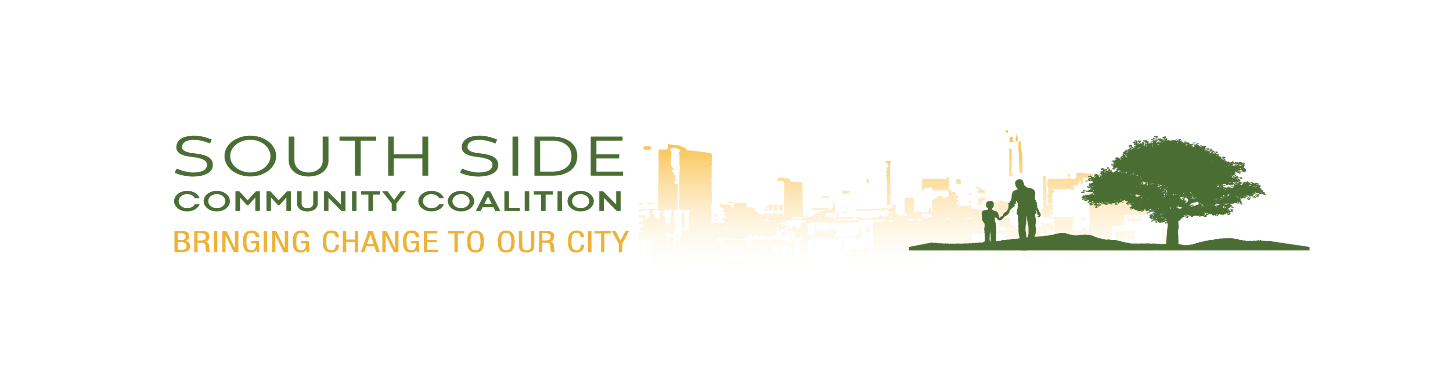 SOUTH SIDE
COMMUNITY COALITION
BRINGING CHANGE TO OUR CITY